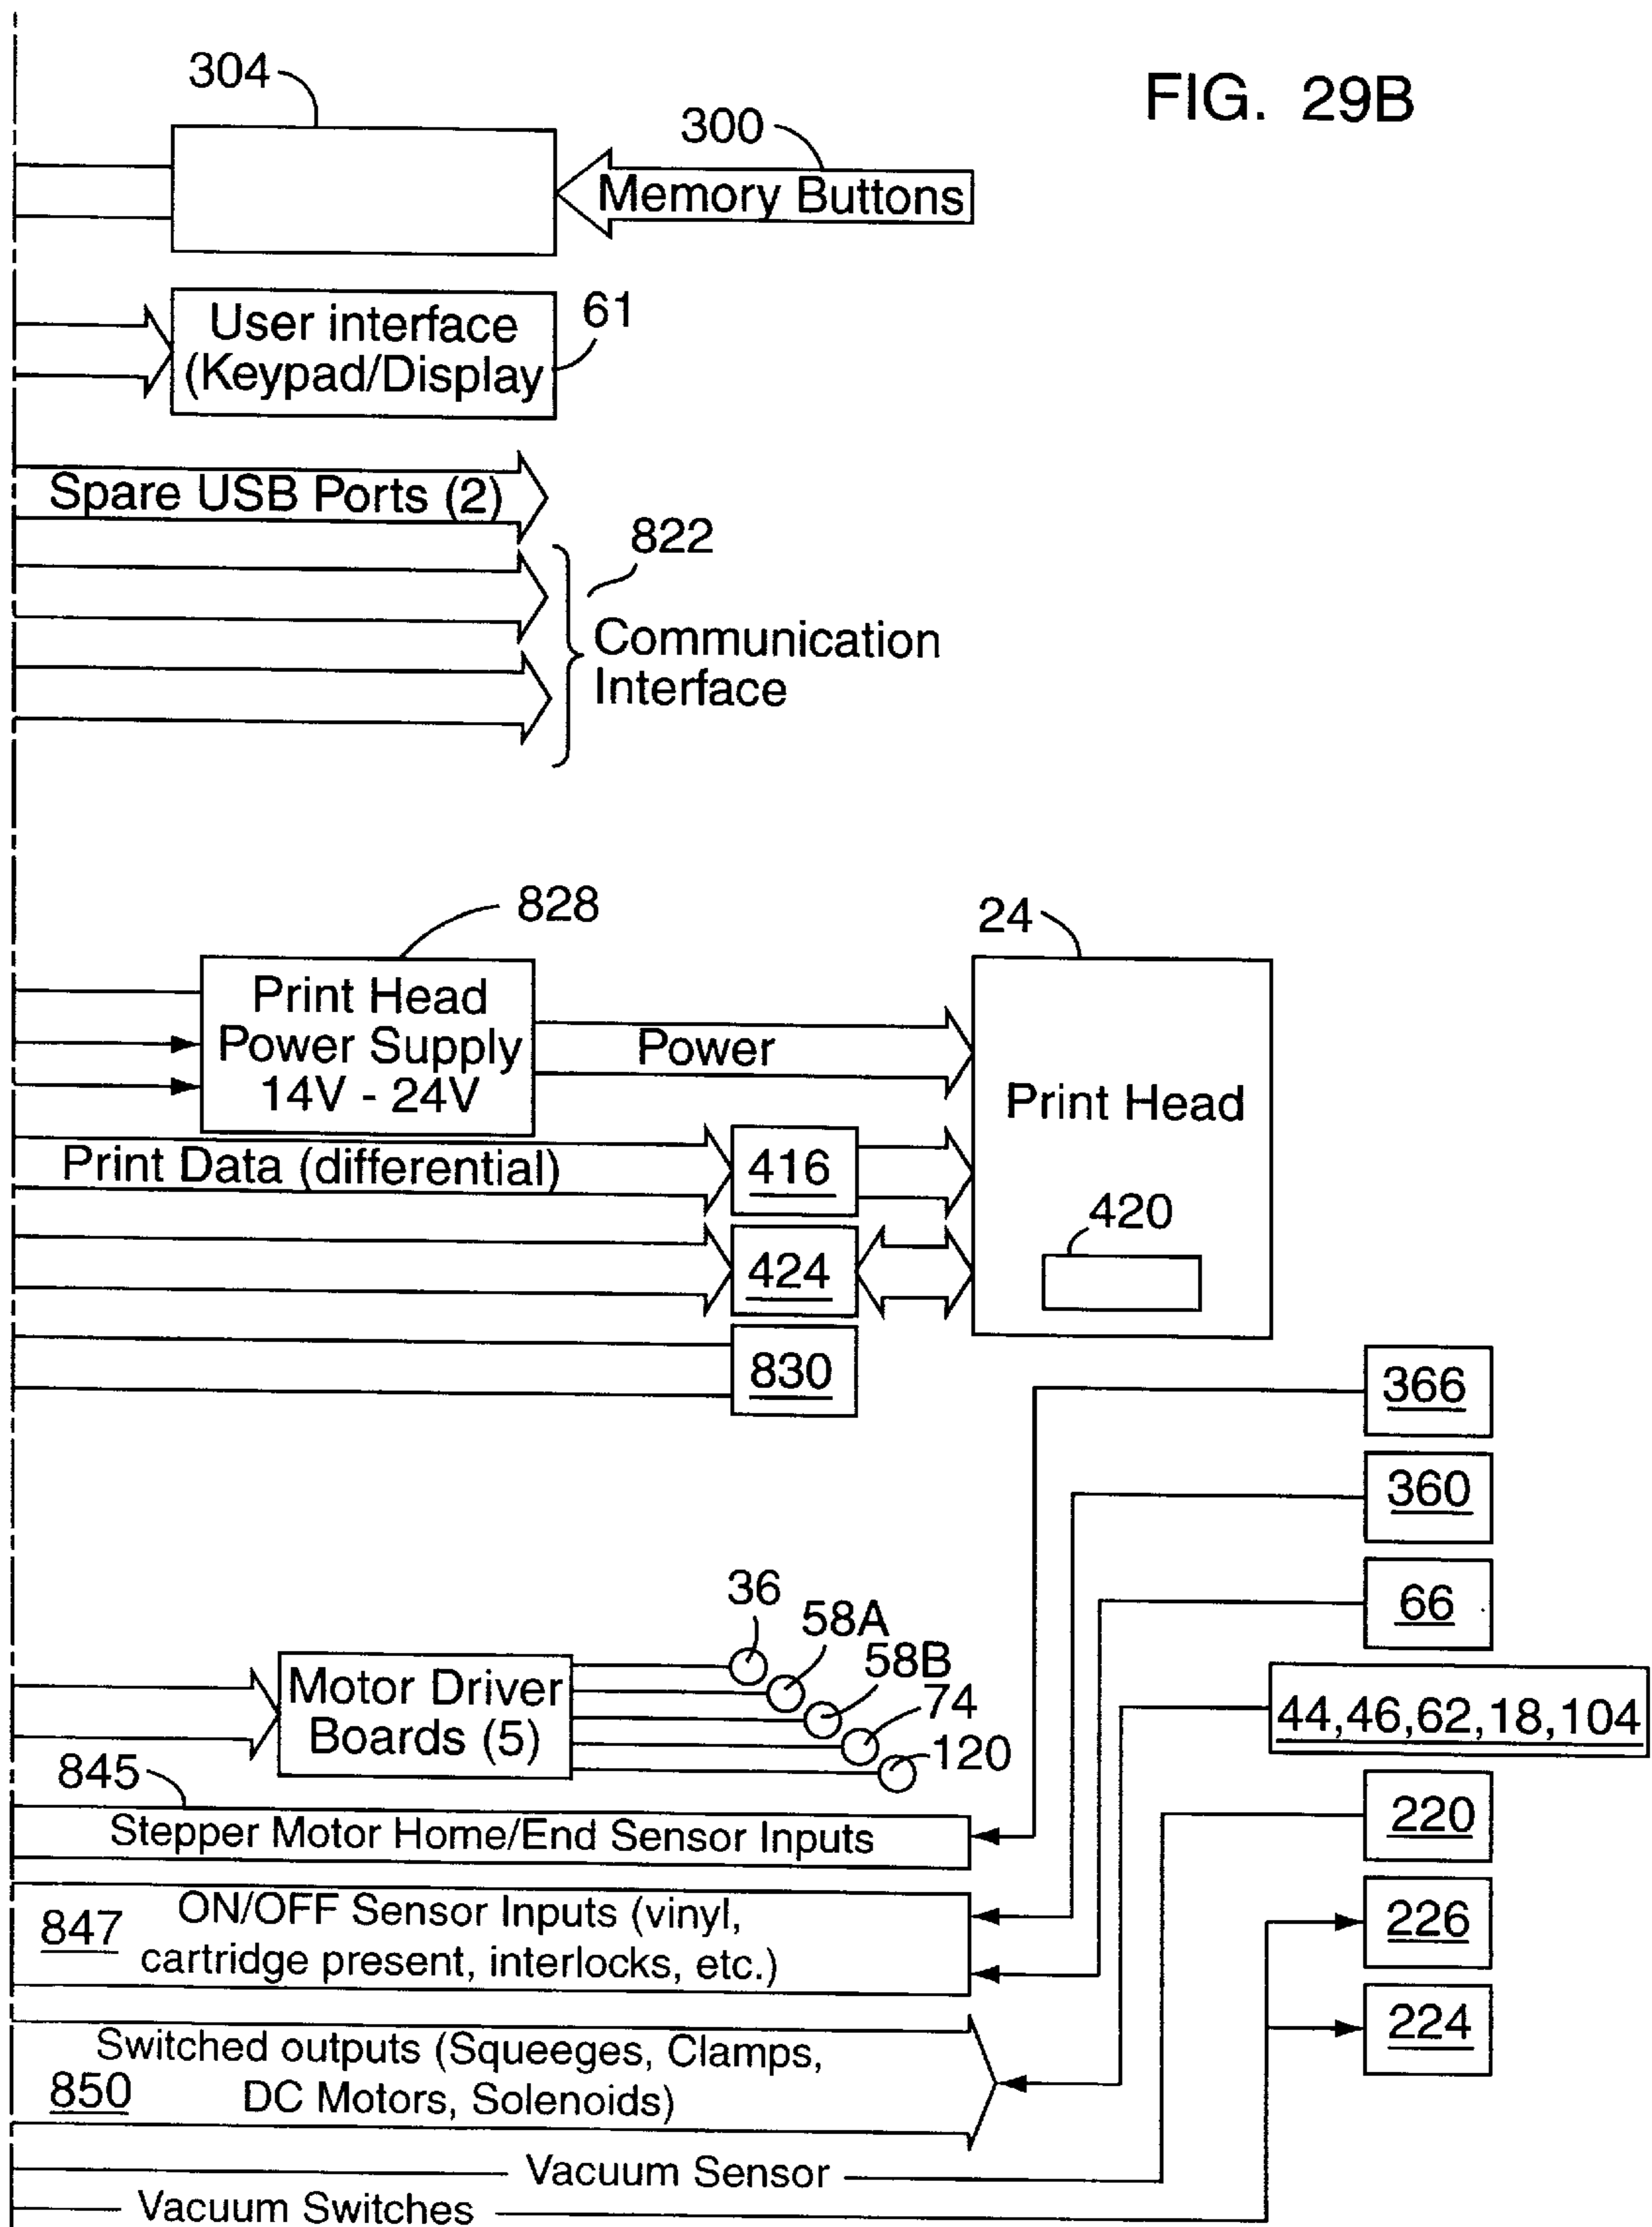 FIG. 29B
304
300
Memory Buttons
User interface
(Keypad/Display
61
Spare USB Ports (2)
822
Communication
Interface
828
24
Print Head
Power Supply
14V - 24V
Power
Print Head
Print Data (differential)
416
420
424
830
366
360
66
36
58A
58B
74
120
Motor Driver
Boards (5)
44,46,62,18,104
845
Stepper Motor Home/End Sensor Inputs
220
847
ON/OFF Sensor Inputs (vinyl,
cartridge present, interlocks, etc.)
226
224
Switched outputs (Squeeges, Clamps,
850
DC Motors, Solenoids)
Vacuum Sensor
Vacuum Switches